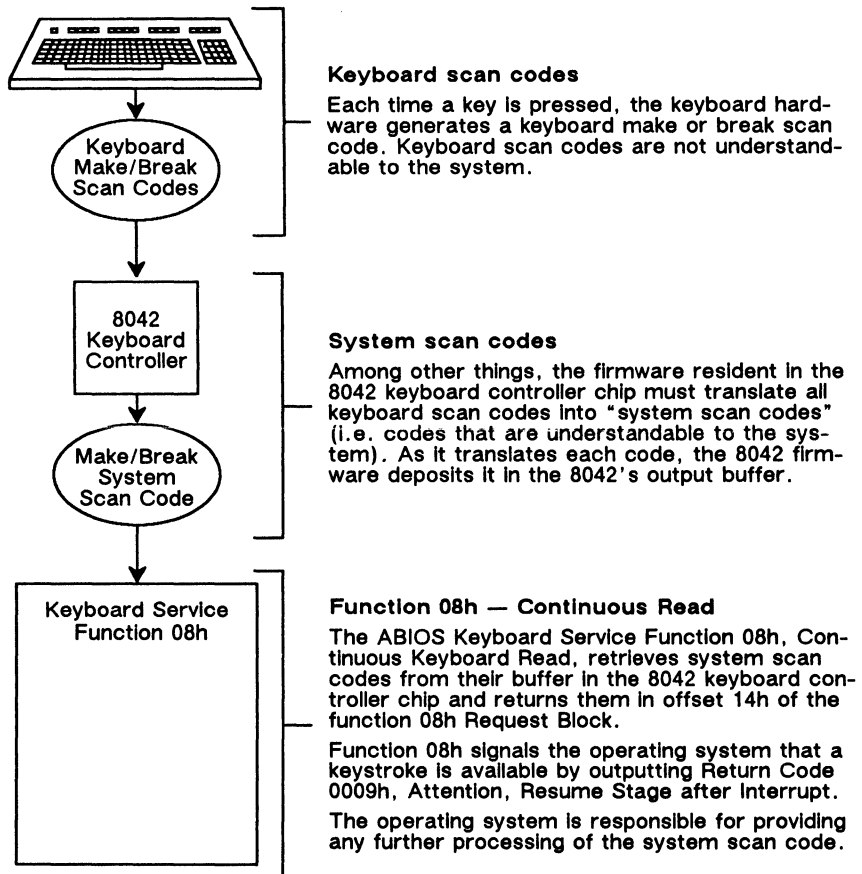 Keyboard scan codes
Each time a key is pressed, the keyboard hard-
ware generates a keyboard make or break scan
code. Keyboard scan codes are not understand-
able to the system.
Keyboard
Make/Break
Scan Codes
8042
Keyboard
Controller
System scan codes
Among other things, the firmware resident in the
8042 keyboard controller chip must translate all
keyboard scan codes into "system scan codes"
(i.e. codes that are understandable to the sys-
tem). As it translates each code, the 8042 firm-
ware deposits it in the 8042's output buffer.
Make/Break
System
Scan Code
Keyboard Service
Function 08h
Function 08h — Continuous Read
The ABIOS Keyboard Service Function 08h, Con-
tinuous Keyboard Read, retrieves system scan
codes from their buffer in the 8042 keyboard con-
troller chip and returns them in offset 14h of the
function 08h Request Block.
Function 08h signals the operating system that a
keystroke is available by outputting Return Code
0009h, Attention, Resume Stage after Interrupt.
The operating system is responsible for providing
any further processing of the system scan code.